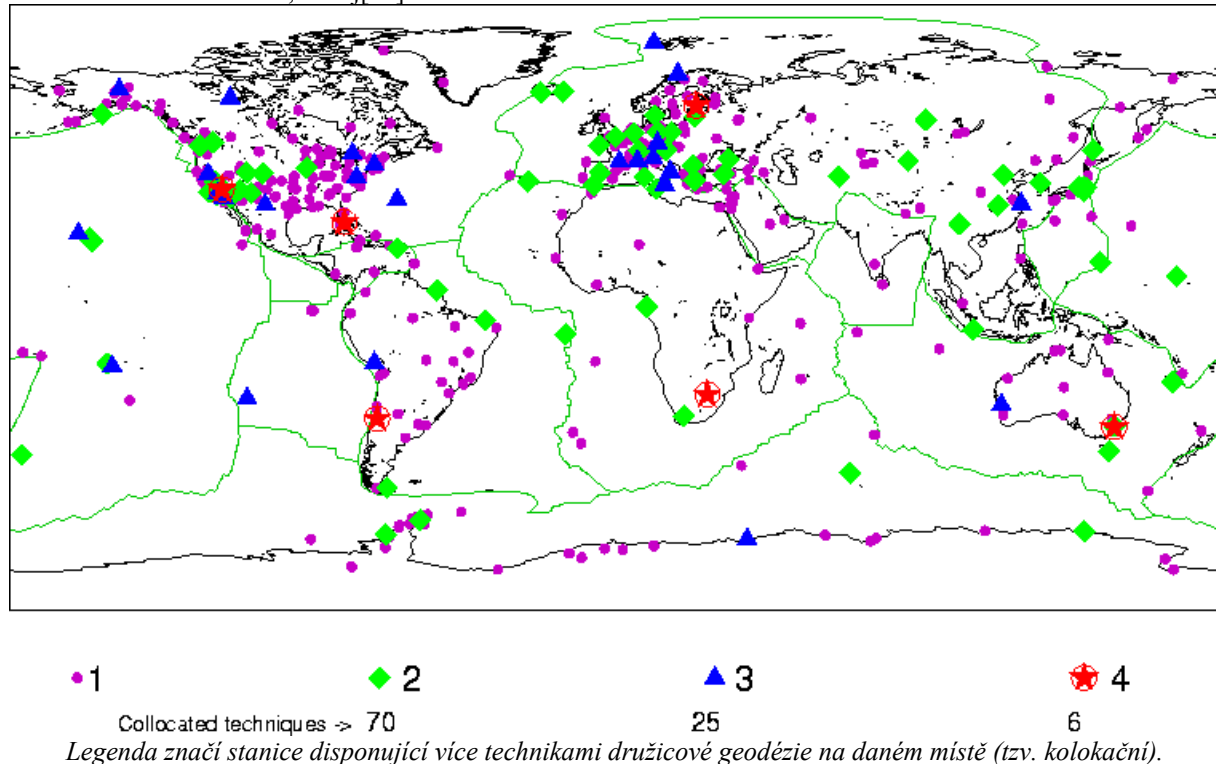 1 2 3 4
Collocated techniques -> 70 25 6
Legenda značí stanice disponující více technikami družicové geodézie na daném místě (tzv. kolokační).